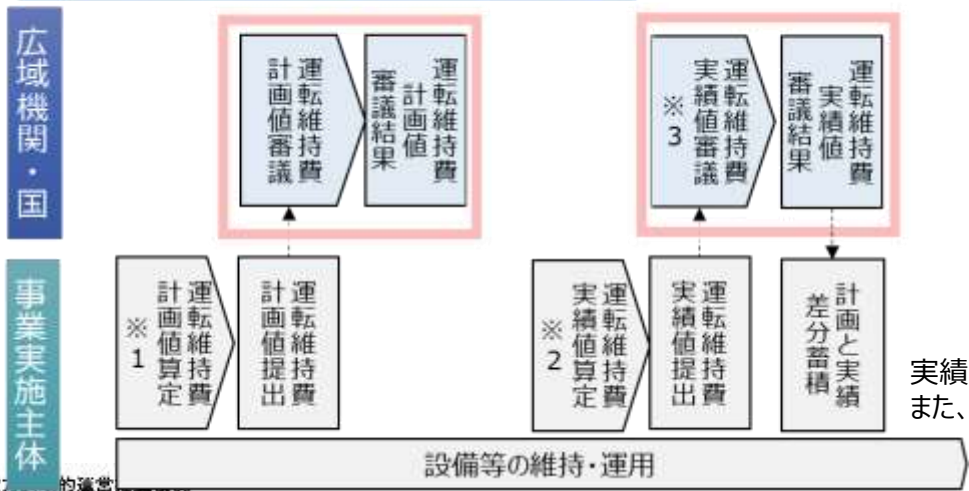 広域機関・国
運転維持費
計画値審議
運転維持費
計画値
審議結果
運転維持費
実績値審議
※3
運転維持費
実績値
審議結果
事業実施主体
運転維持費
計画値算定
※1
運転維持費
計画値提出
運転維持費
実績値算定
※2
運転維持費
実績値提出
計画と実績
差分蓄積
実績
また、
設備等の維持・運用
的運営